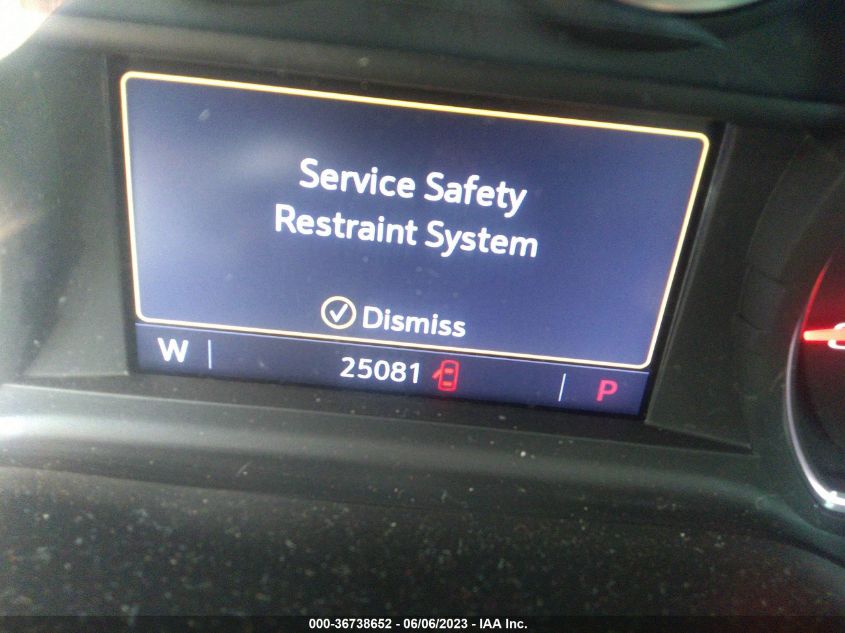 Service Safety
Restraint System
Dismiss
W 25081 P
000-36738652 - 06/06/2023 - IAA Inc.